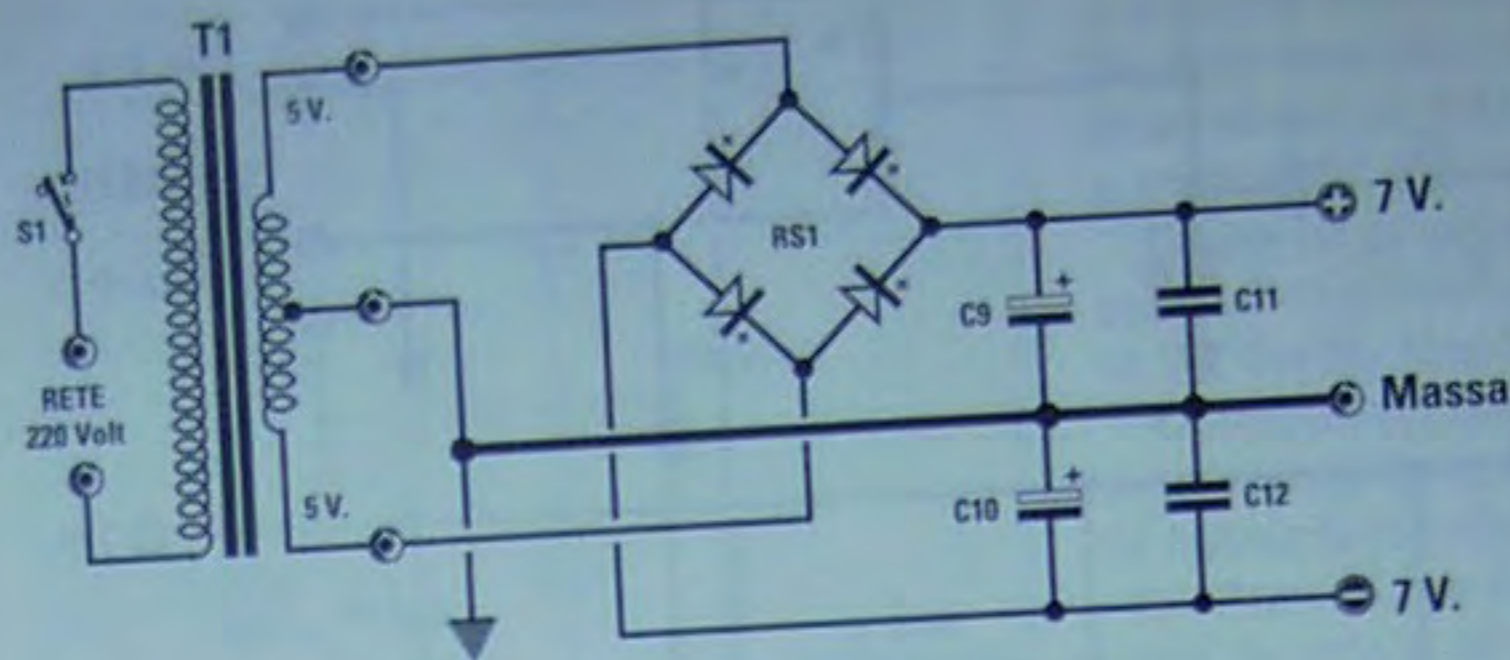 T1
5 V.
S1
RETE
220 Volt
5 V.
RS1
C9
+
C11
+ 7 V.
Massa
C10
+
C12
- 7 V.